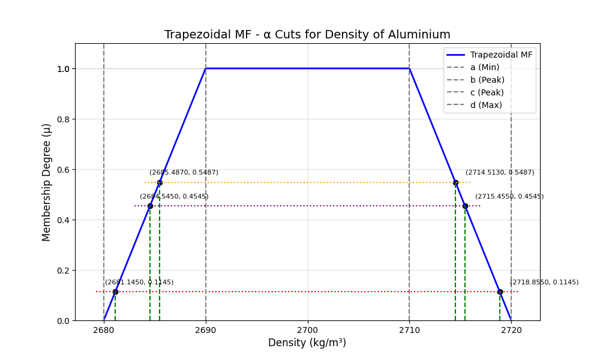 Trapezoidal MF - α Cuts for Density of Aluminium
Trapezoidal MF
a (Min)
b (Peak)
c (Peak)
d (Max)
Membership Degree (μ)
1.0
0.8
0.6
0.4
0.2
0.0
(2685.4870, 0.5487)
(2714.5130, 0.5487)
(2684.5450, 0.4545)
(2715.4550, 0.4545)
(2681.1450, 0.1145)
(2718.8550, 0.1145)
2680
2690
2700
2710
2720
Density (kg/m³)